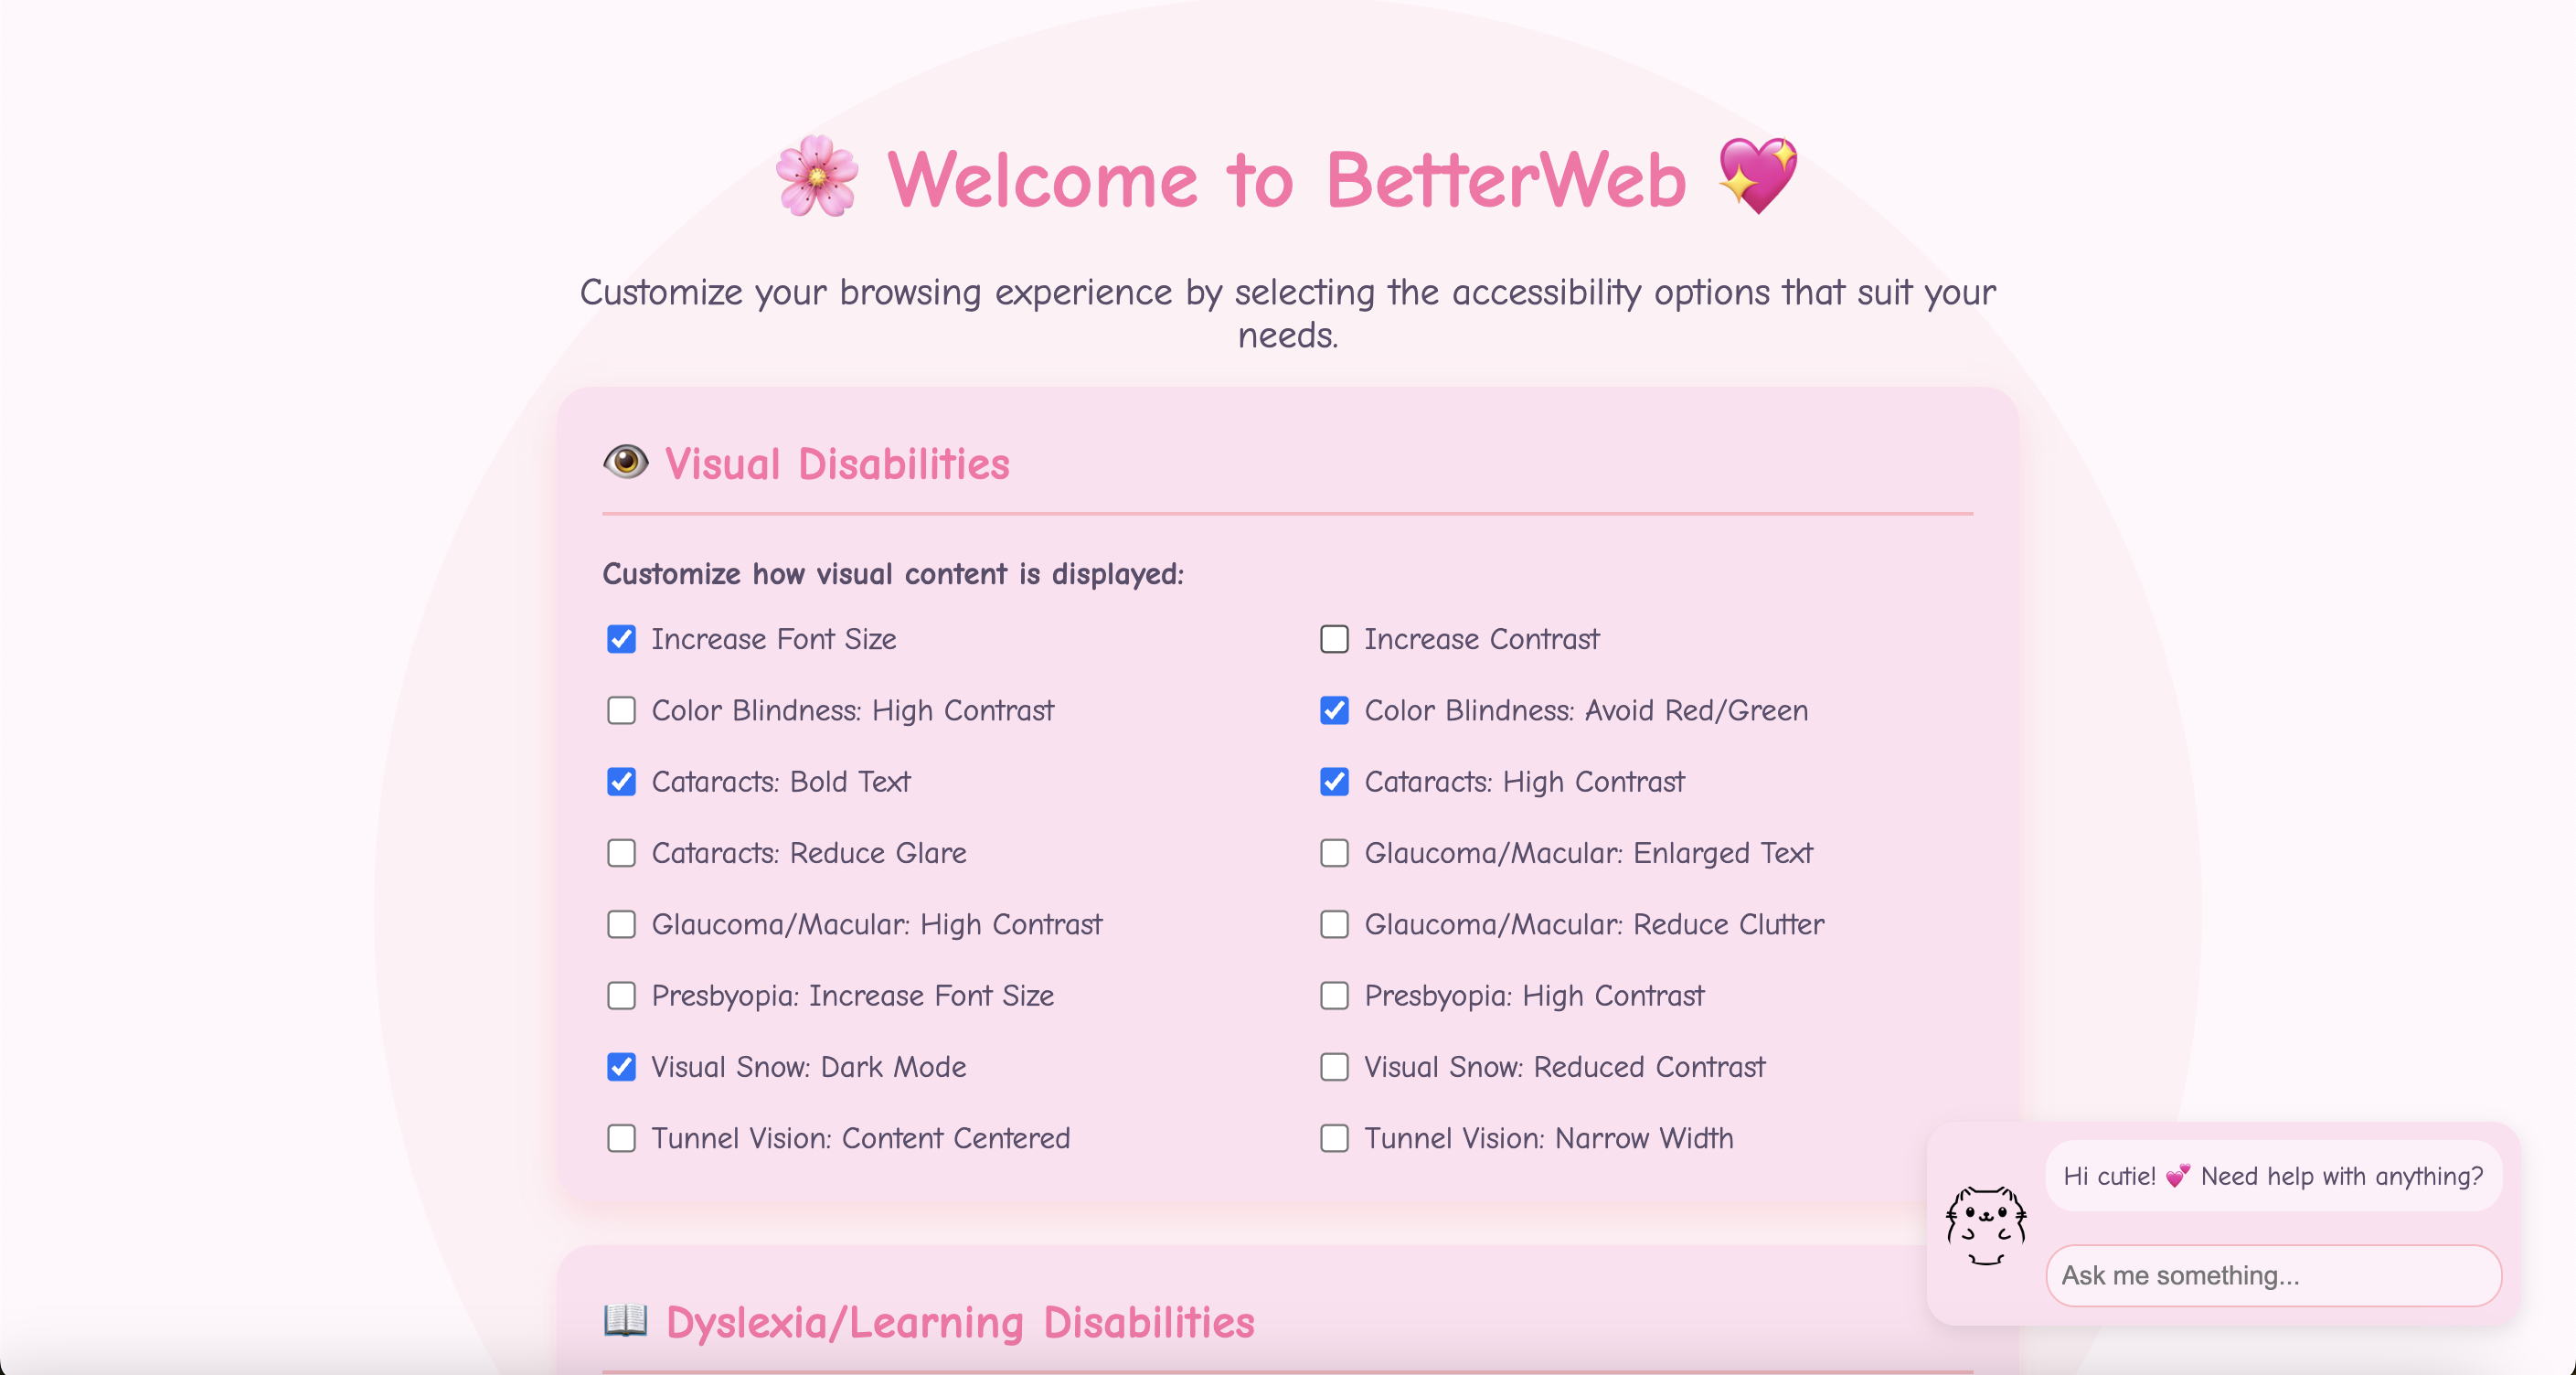 Welcome to BetterWeb
Customize your browsing experience by selecting the accessibility options that suit your
needs.
Visual Disabilities
Customize how visual content is displayed:
Increase Font Size
Increase Contrast
Color Blindness: High Contrast
Color Blindness: Avoid Red/Green
Cataracts: Bold Text
Cataracts: High Contrast
Cataracts: Reduce Glare
Glaucoma/Macular: Enlarged Text
Glaucoma/Macular: High Contrast
Glaucoma/Macular: Reduce Clutter
Presbyopia: Increase Font Size
Presbyopia: High Contrast
Visual Snow: Dark Mode
Visual Snow: Reduced Contrast
Tunnel Vision: Content Centered
Tunnel Vision: Narrow Width
Hi cutie! 💕 Need help with anything?
Ask me something...
Dyslexia/Learning Disabilities